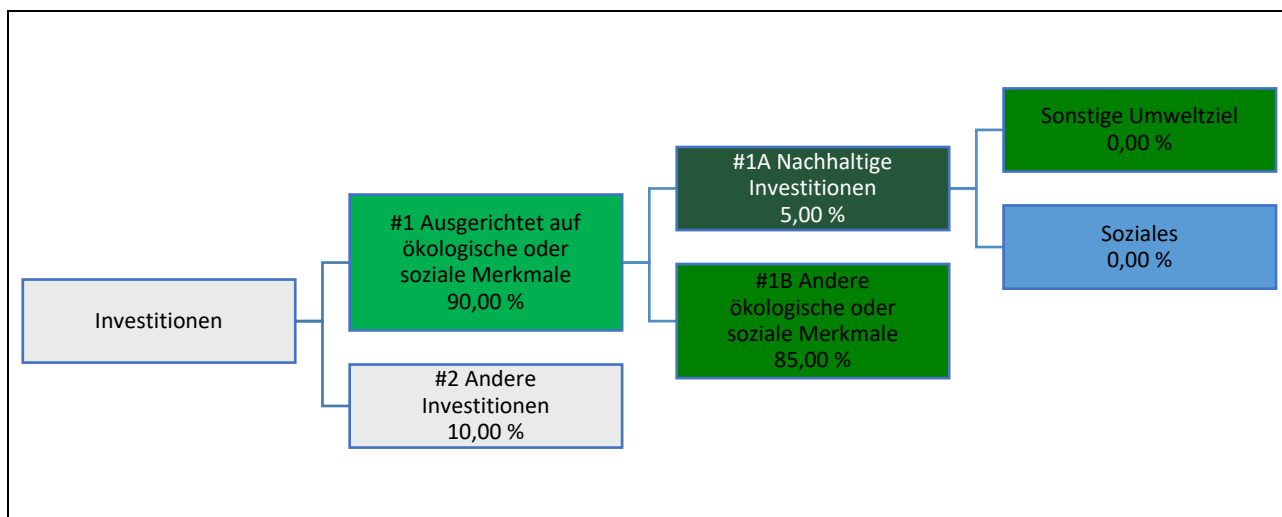 Investitionen
#1 Ausgerichtet auf
ökologische oder
soziale Merkmale
90,00 %
#2 Andere
Investitionen
10,00 %
#1A Nachhaltige
Investitionen
5,00 %
#1B Andere
ökologische oder
soziale Merkmale
85,00 %
Sonstige Umweltziel
0,00 %
Soziales
0,00 %